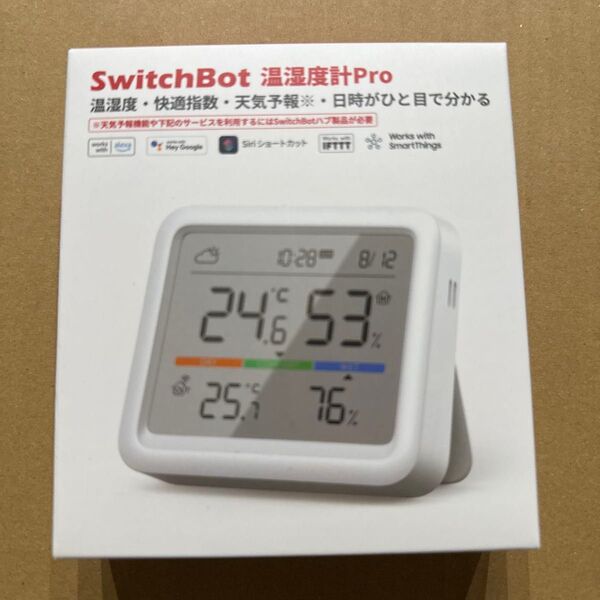 SwitchBot 温湿度計Pro
温湿度・快適指数・天気予報※・日時がひと目で分かる
※天気予報機能や下記のサービスを利用するにはSwitchBotハブ製品が必要
works with alexa Hey Google Siri ショートカット Works with IFTTT Works with SmartThings
10:28 8/12
24.6 °C 53 %
25.7 °C 76 %